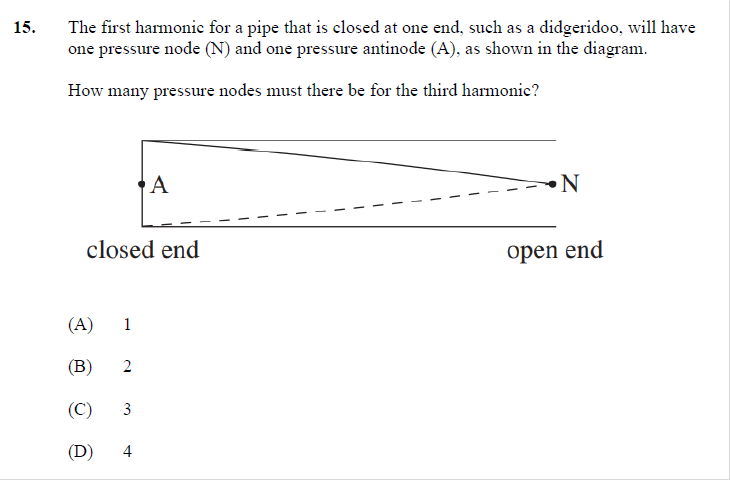 15. The first harmonic for a pipe that is closed at one end, such as a didgeridoo, will have
one pressure node (N) and one pressure antinode (A), as shown in the diagram.
How many pressure nodes must there be for the third harmonic?
A
N
closed end
open end
(A) 1
(B) 2
(C) 3
(D) 4